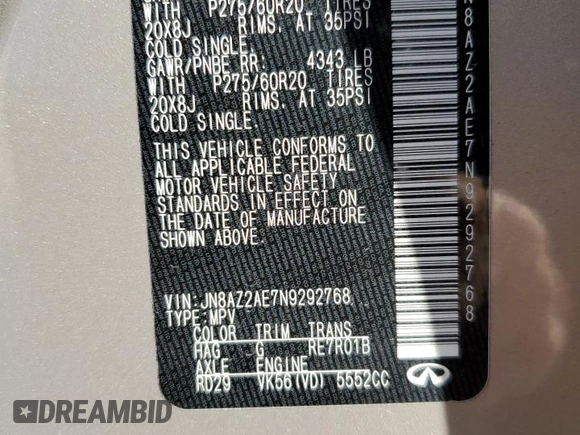 WITH P275/60R20 TIRES
20X8J RIMS, AT 35PSI
COLD SINGLE.
GAWR/PNBE RR: 4343 LB
WITH P275/60R20 TIRES
20X8J RIMS, AT 35PSI
COLD SINGLE.
THIS VEHICLE CONFORMS TO
ALL APPLICABLE FEDERAL
MOTOR VEHICLE SAFETY
STANDARDS IN EFFECT ON
THE DATE OF MANUFACTURE
SHOWN ABOVE.
VIN: JN8AZ2AE7N9292768
TYPE: MPV
COLOR TRIM TRANS
HAG G RE7R01B
AXLE ENGINE
RD29 VK56(VD) 5552CC
N8AZ2AE7N9292768
INFINITI
DREAMBID